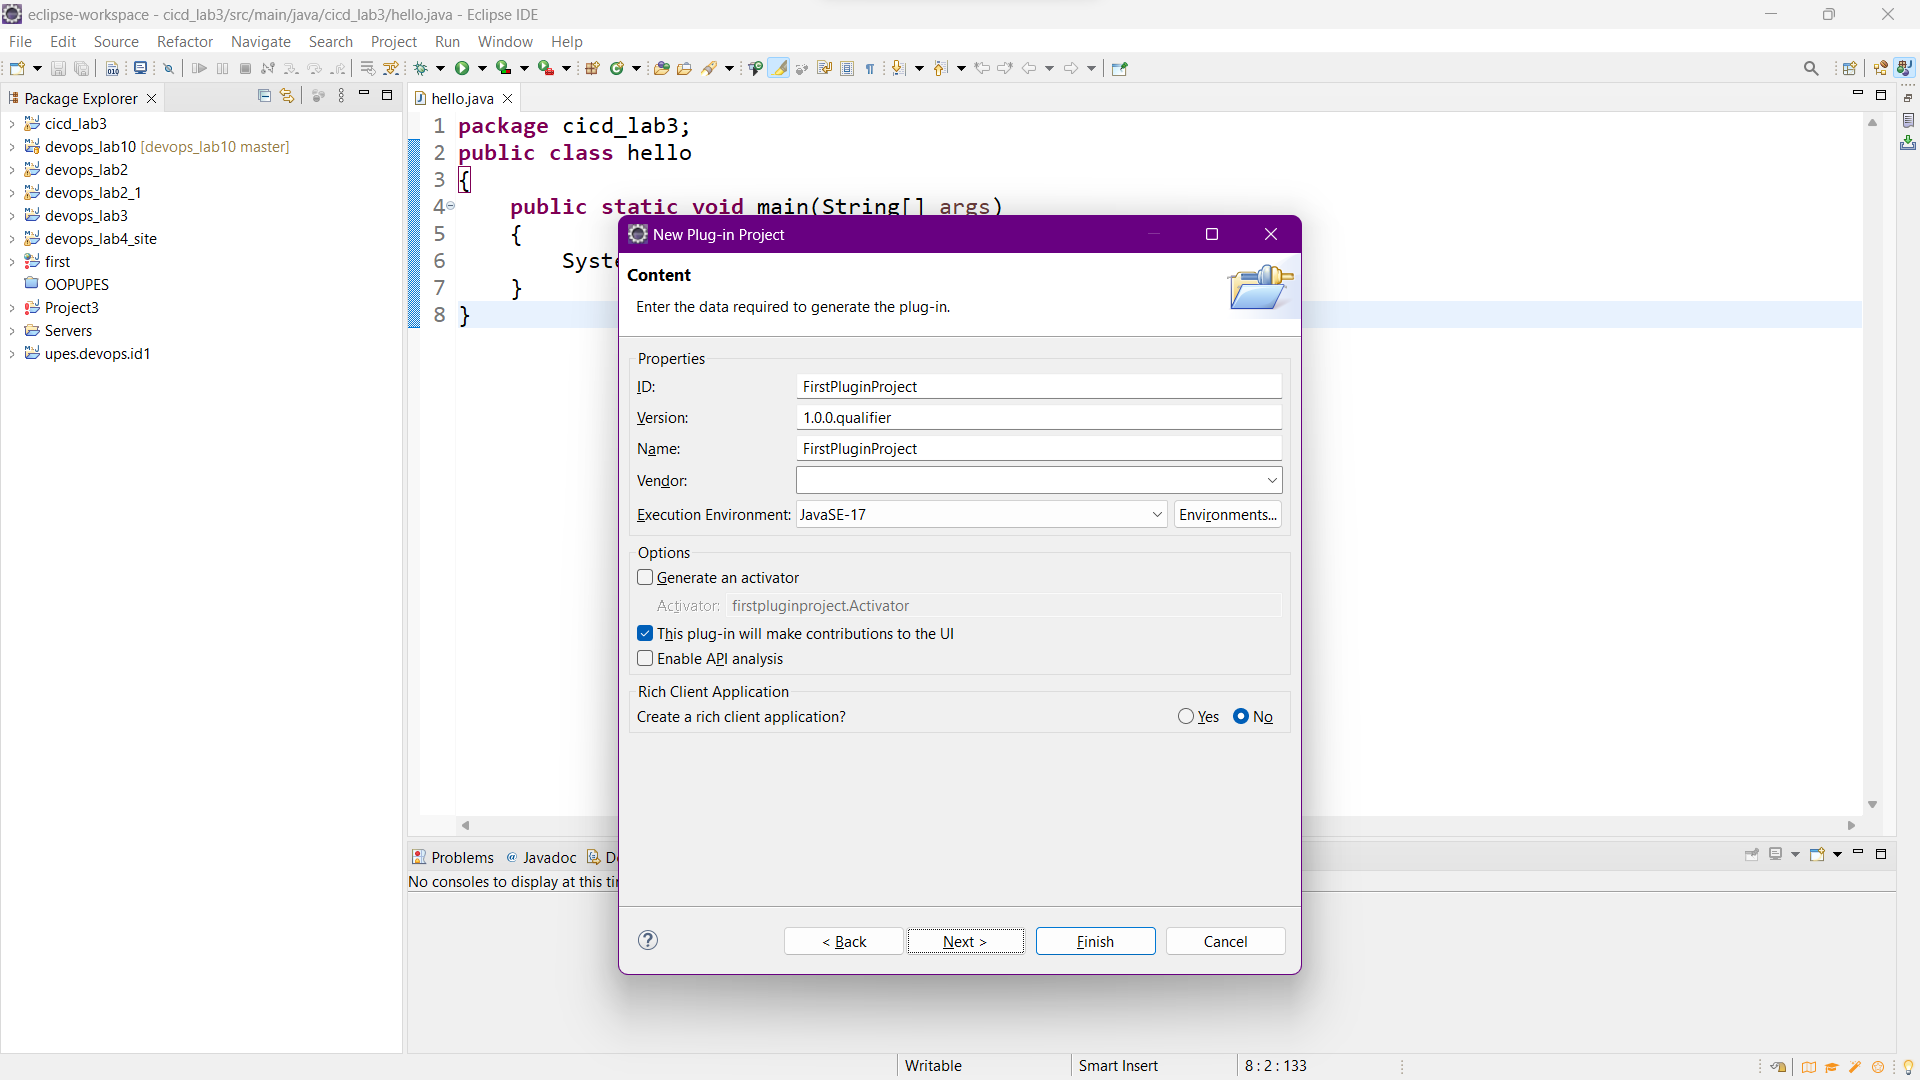 eclipse-workspace - cicd_lab3/src/main/java/cicd_lab3/hello.java - Eclipse IDE
File Edit Source Refactor Navigate Search Project Run Window Help
Package Explorer
cicd_lab3
devops_lab10 [devops_lab10 master]
devops_lab2
devops_lab2_1
devops_lab3
devops_lab4_site
first
OOPUPES
Project3
Servers
upes.devops.id1
hello.java
1 package cicd_lab3;
2 public class hello
3 {
4 public static void main(String[] args)
5 {
6 Syste
7 }
8 }
New Plug-in Project
Content
Enter the data required to generate the plug-in.
Properties
ID: FirstPluginProject
Version: 1.0.0.qualifier
Name: FirstPluginProject
Vendor:
Execution Environment: JavaSE-17 Environments...
Options
Generate an activator
Activator: firstpluginproject.Activator
This plug-in will make contributions to the UI
Enable API analysis
Rich Client Application
Create a rich client application? Yes No
< Back Next > Finish Cancel
Problems @ Javadoc D
No consoles to display at this ti
Writable Smart Insert 8 : 2 : 133